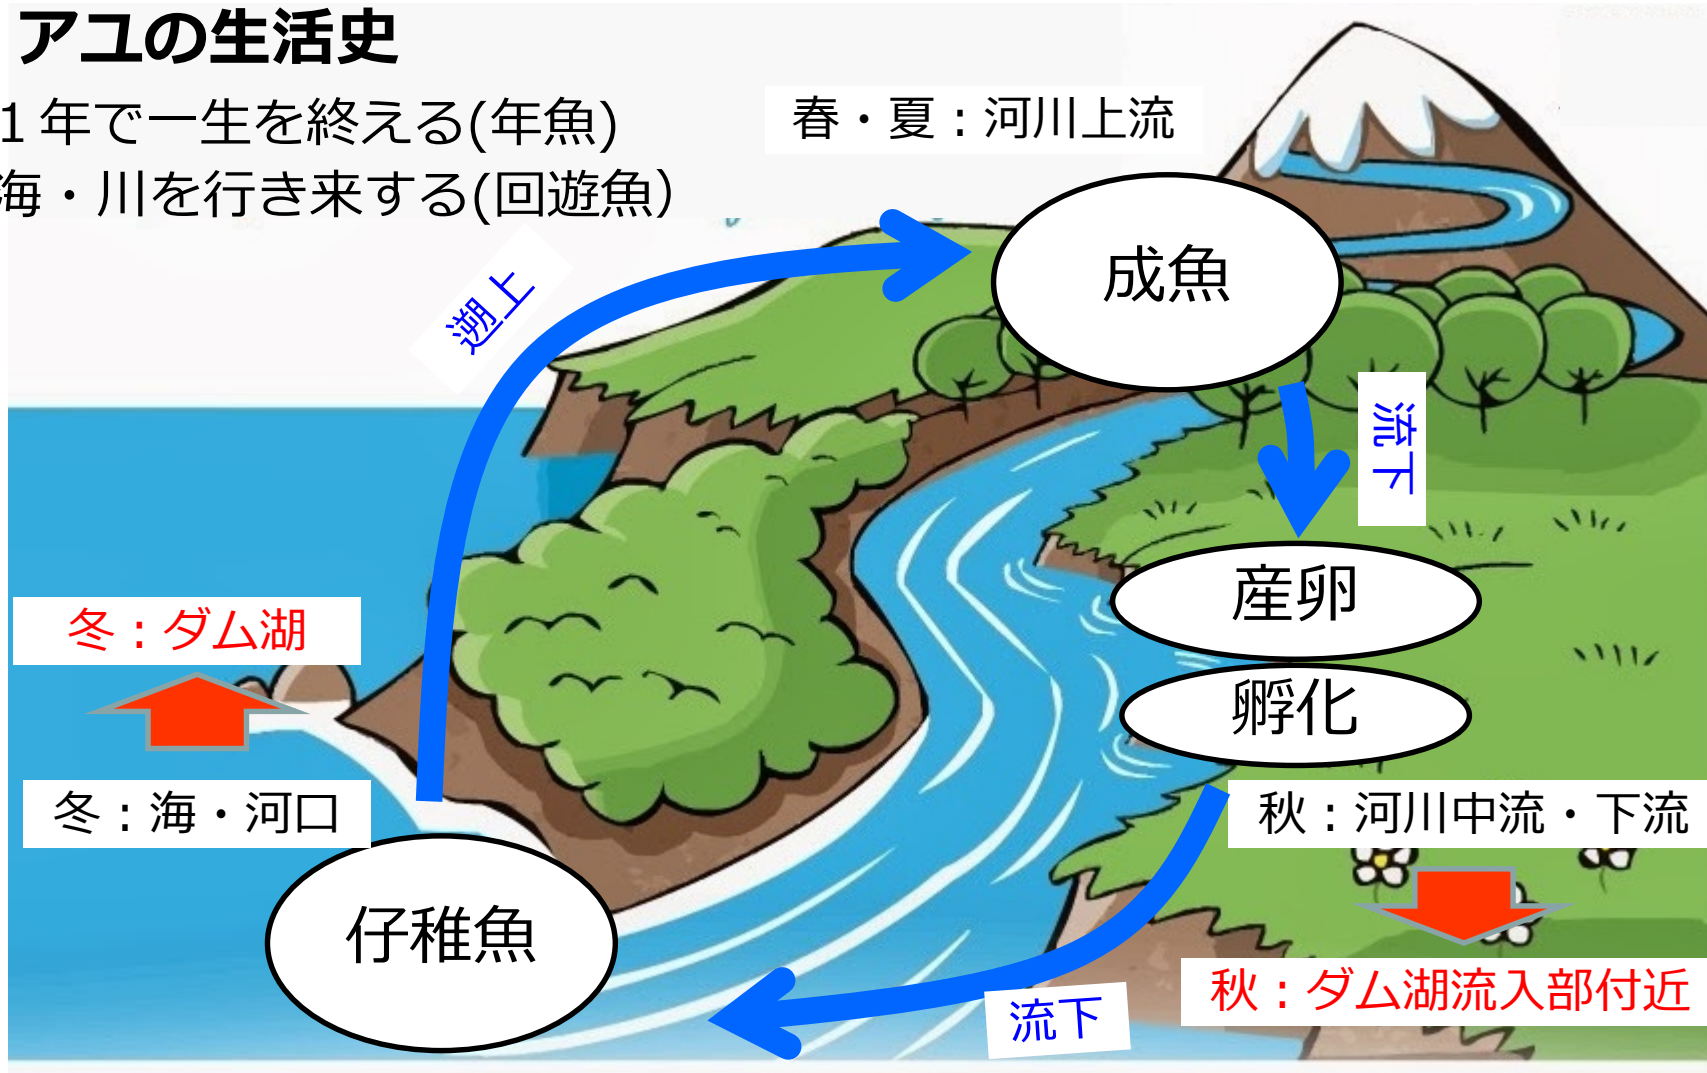 アユの生活史
１年で一生を終える(年魚)
海・川を行き来する(回遊魚)
春・夏：河川上流
成魚
遡上
流下
産卵
孵化
冬：ダム湖
冬：海・河口
秋：河川中流・下流
仔稚魚
秋：ダム湖流入部付近
流下